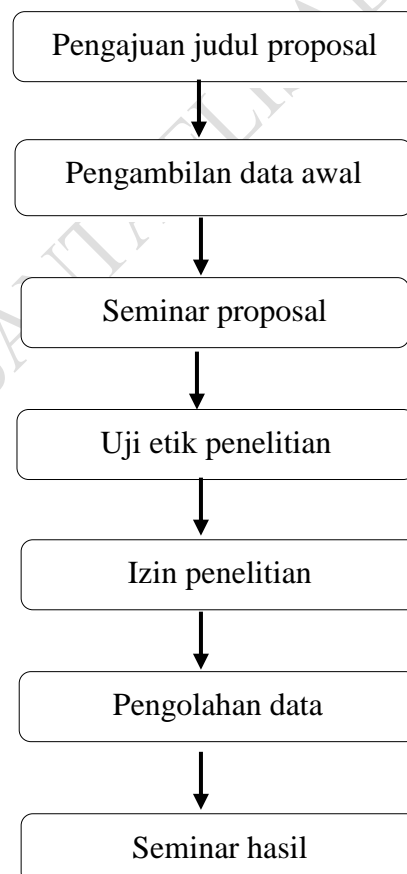 Pengajuan judul proposal
Pengambilan data awal
Seminar proposal
Uji etik penelitian
Izin penelitian
Pengolahan data
Seminar hasil